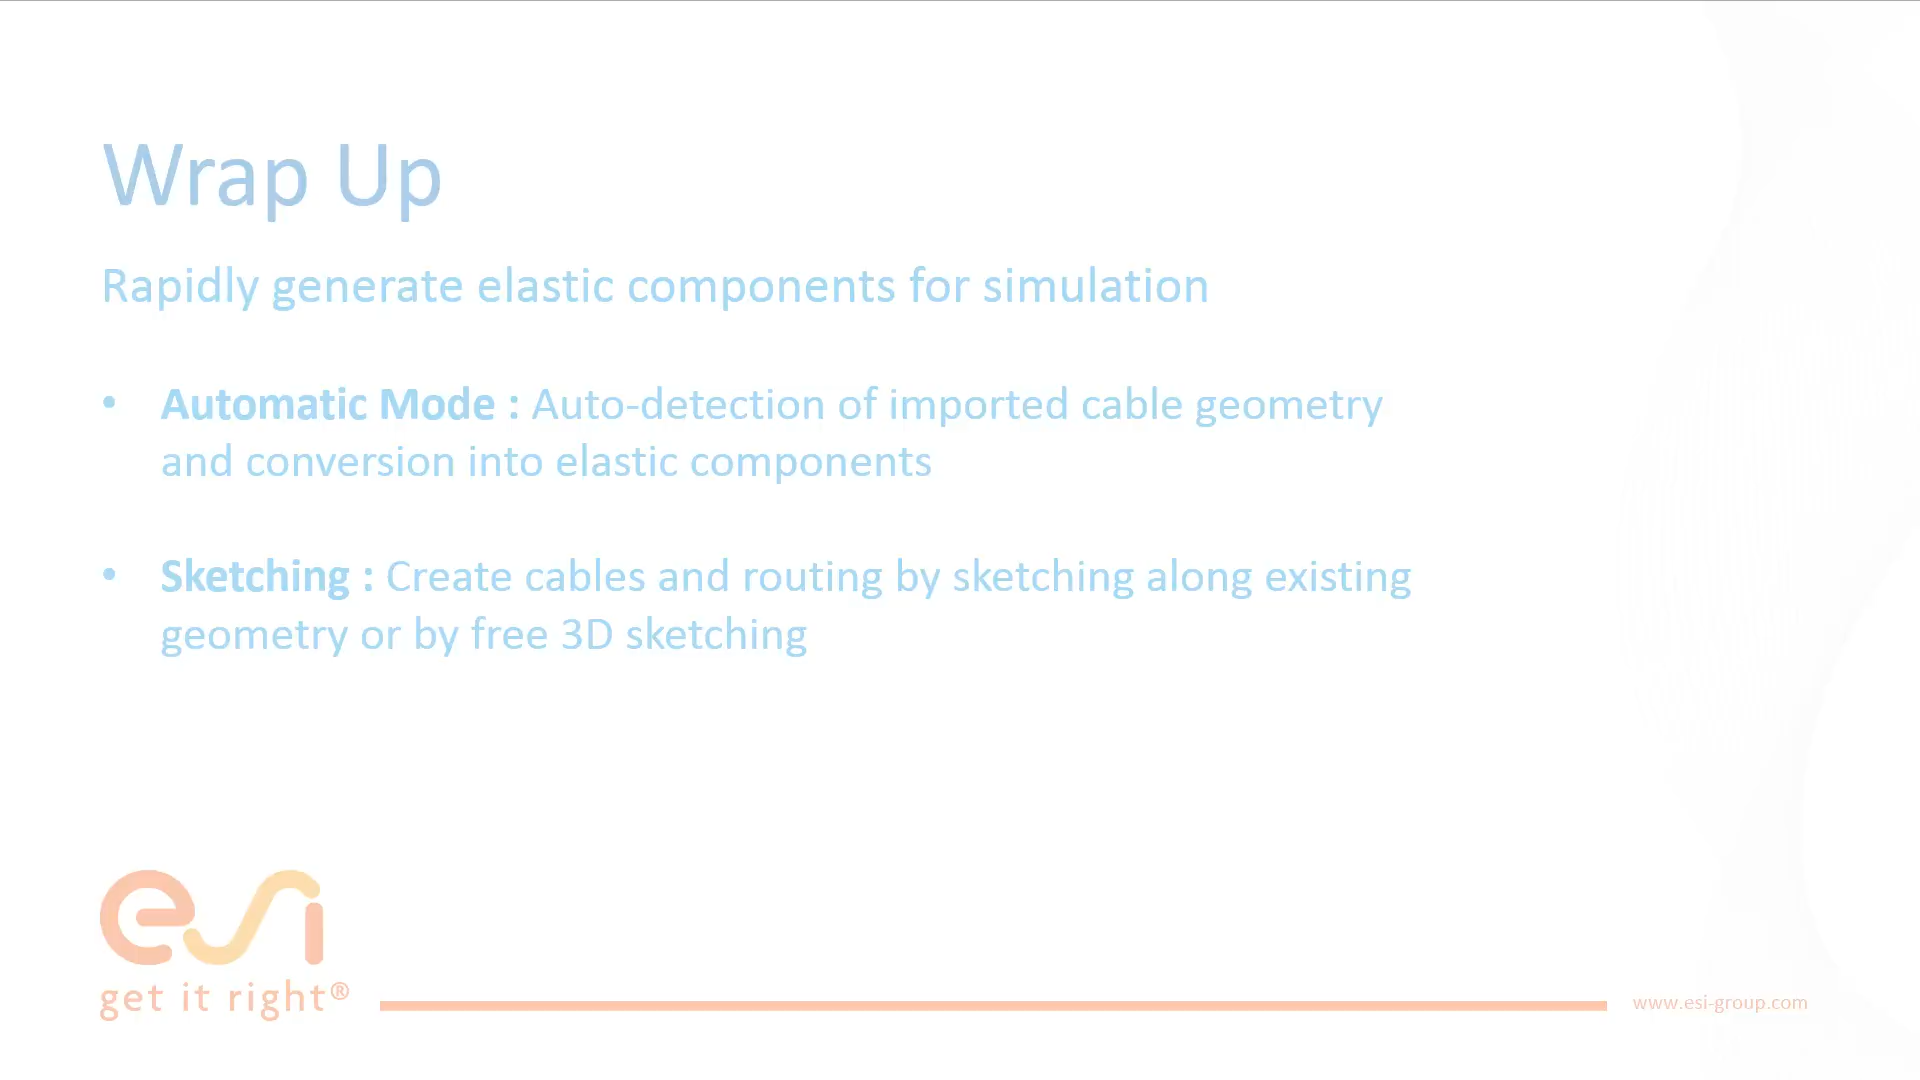 Wrap Up
Rapidly generate elastic components for simulation
• Automatic Mode : Auto-detection of imported cable geometry
and conversion into elastic components
• Sketching : Create cables and routing by sketching along existing
geometry or by free 3D sketching
esi
get it right®
www.esi-group.com